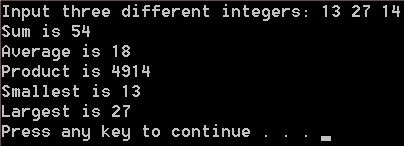 Input three different integers: 13 27 14
Sum is 54
Average is 18
Product is 4914
Smallest is 13
Largest is 27
Press any key to continue . . . _